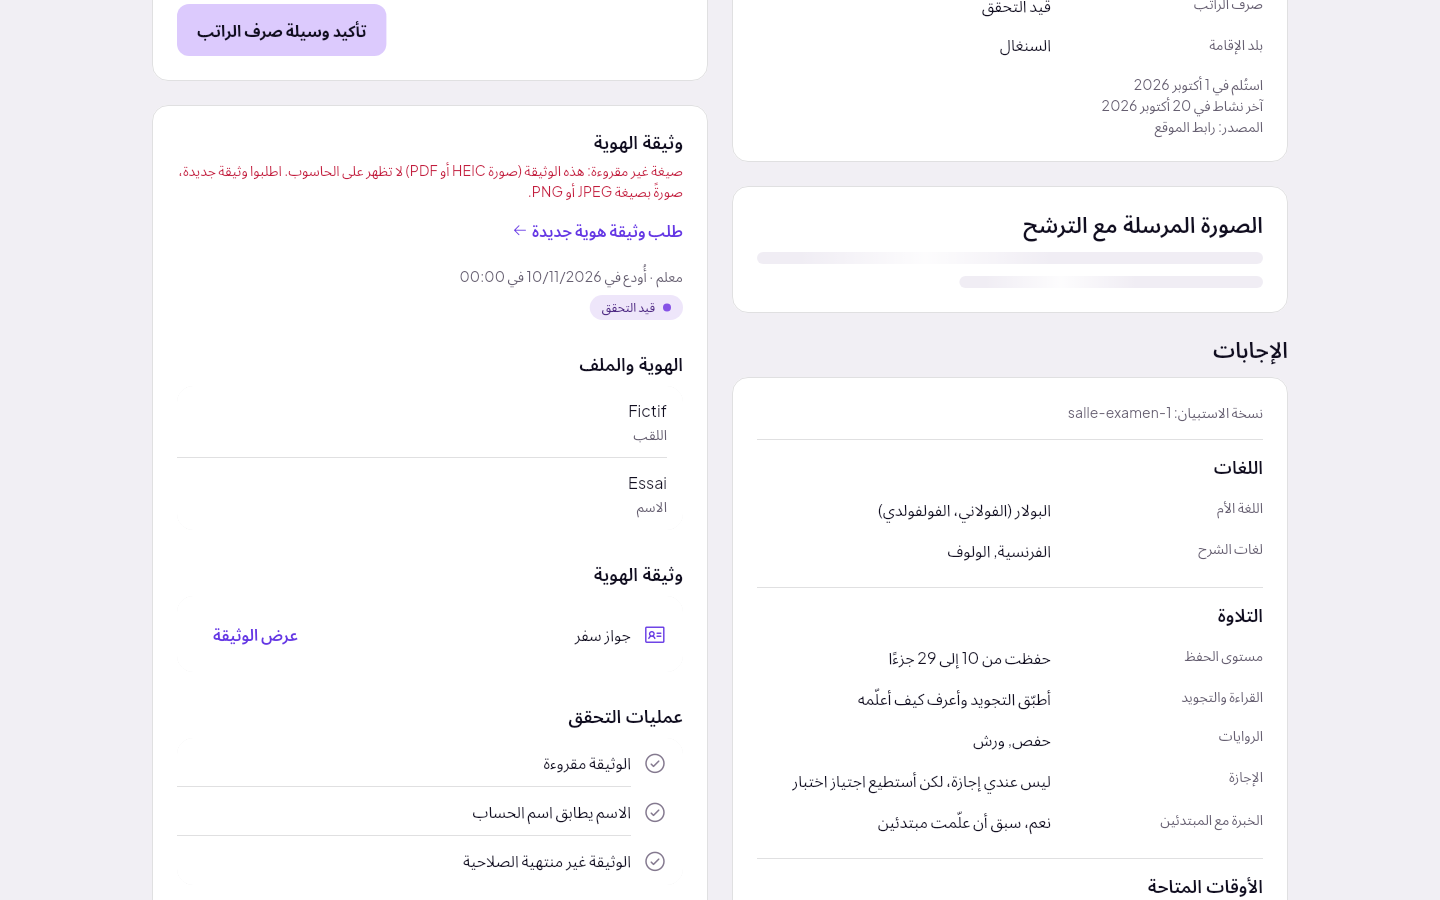 صرف الراتب
قيد التحقق
بلد الإقامة
السنغال
استُلم في 1 أكتوبر 2026
آخر نشاط في 20 أكتوبر 2026
المصدر: رابط الموقع
الصورة المرسلة مع الترشح
الإجابات
نسخة الاستبيان: salle-examen-1
اللغات
اللغة الأم
البولار (الفولاني، الفولفولدي)
لغات الشرح
الفرنسية, الولوف
التلاوة
مستوى الحفظ
حفظت من 10 إلى 29 جزءًا
القراءة والتجويد
أطبّق التجويد وأعرف كيف أعلّمه
الروايات
حفص, ورش
الإجازة
ليس عندي إجازة، لكن أستطيع اجتياز اختبار
الخبرة مع المبتدئين
نعم، سبق أن علّمت مبتدئين
الأوقات المتاحة
تأكيد وسيلة صرف الراتب
وثيقة الهوية
صيغة غير مقروءة: هذه الوثيقة (صورة HEIC أو PDF) لا تظهر على الحاسوب. اطلبوا وثيقة جديدة،
صورةً بصيغة JPEG أو PNG.
طلب وثيقة هوية جديدة ←
معلم · أُودع في 10/11/2026 في 00:00
قيد التحقق
الهوية والملف
Fictif
اللقب
Essai
الاسم
وثيقة الهوية
جواز سفر
عرض الوثيقة
عمليات التحقق
الوثيقة مقروءة
الاسم يطابق اسم الحساب
الوثيقة غير منتهية الصلاحية